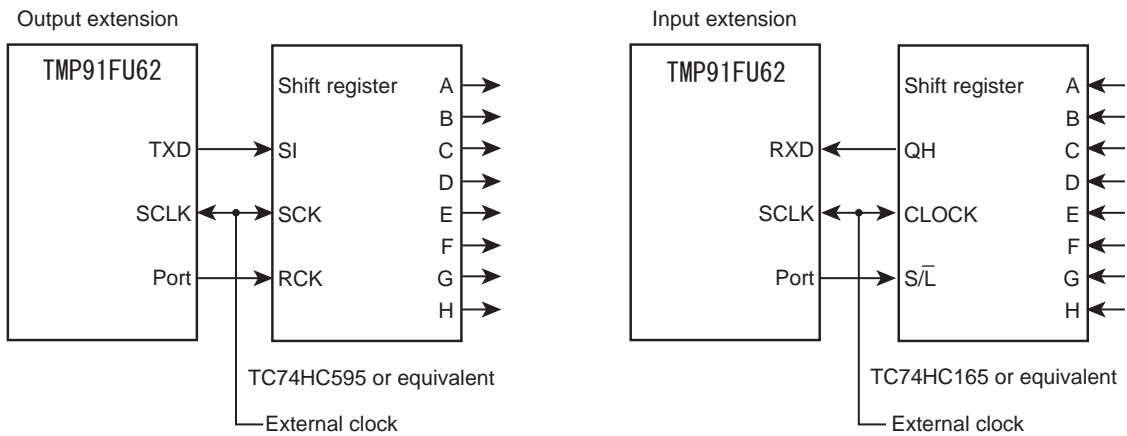 Output extension
TMP91FU62
Shift register
TXD
SCLK
Port
SI
SCK
RCK
A
B
C
D
E
F
G
H
TC74HC595 or equivalent
External clock
Input extension
TMP91FU62
Shift register
RXD
SCLK
Port
QH
CLOCK
S/L̅
A
B
C
D
E
F
G
H
TC74HC165 or equivalent
External clock